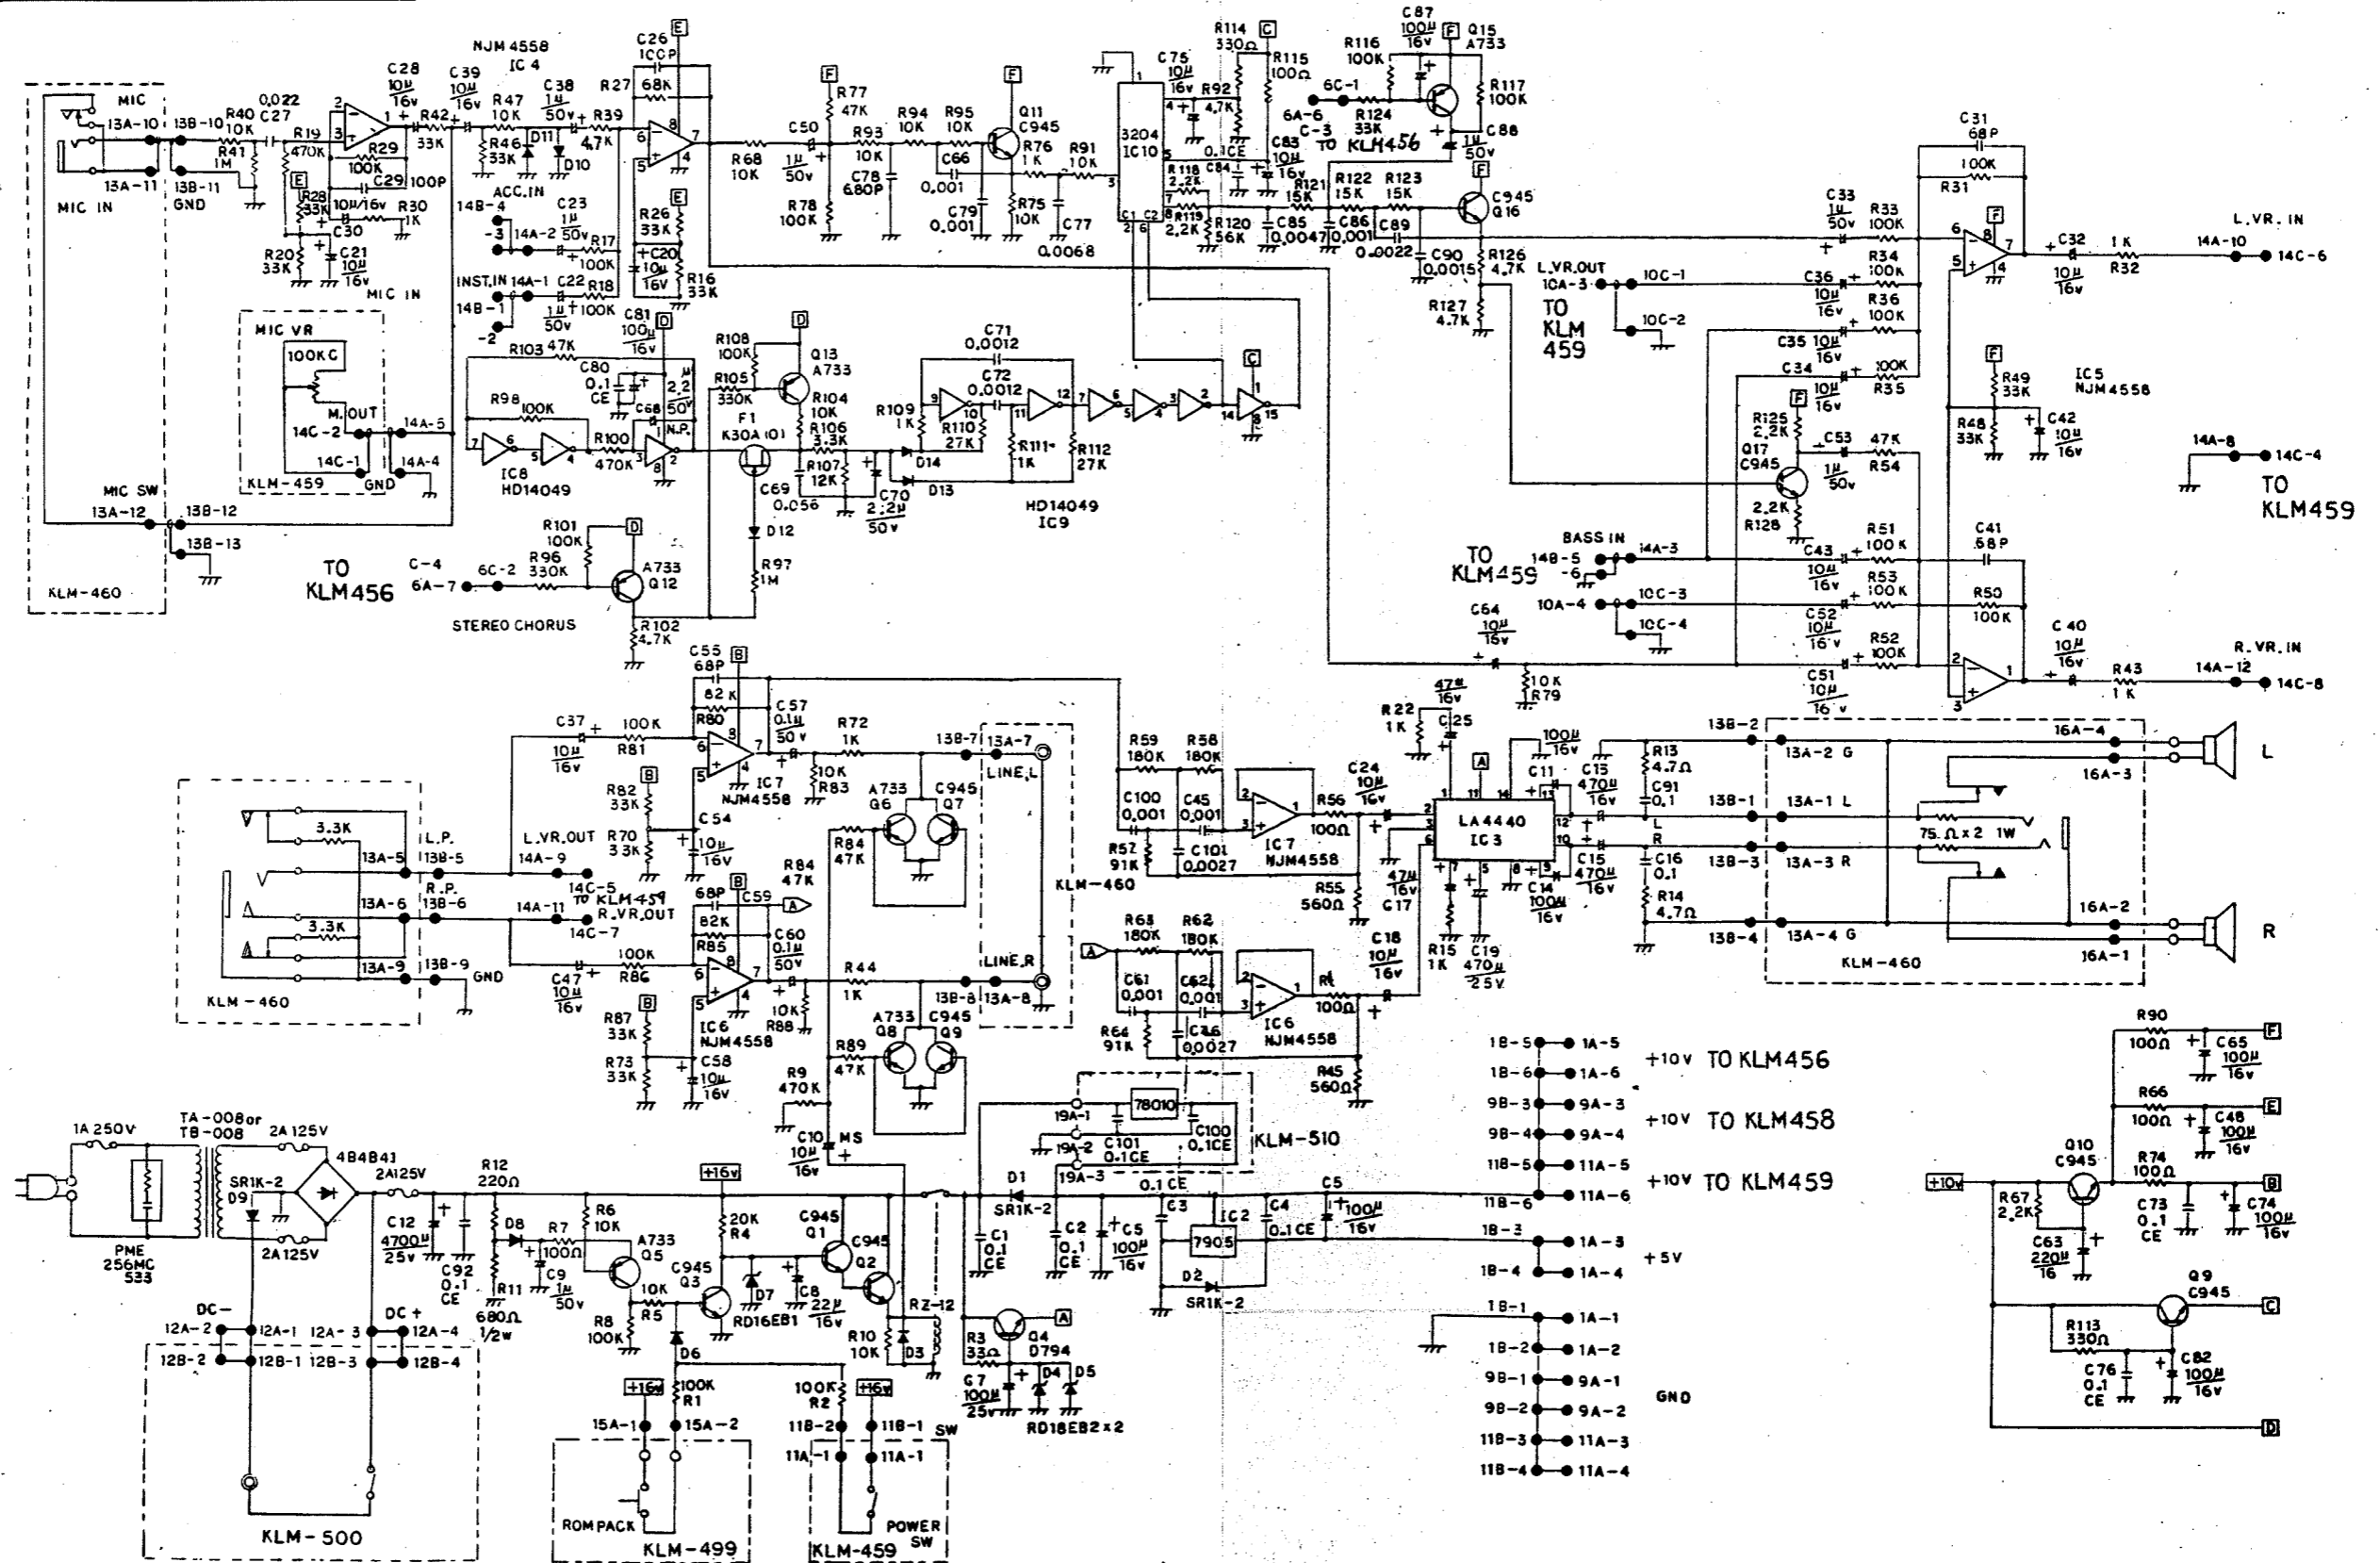 NJM4558
IC 4
MIC
13A-10
13B-10
R40
10K
0.022
C27
R41
1M
R19
470K
13A-11
13B-11
GND
MIC IN
C28
10µ
16v
R42
33K
C39
10µ
16v
R47
10K
R46
33K
C38
1µ
50v
D11
D10
R39
4.7K
R29
100K
C29 100P
10µ/16v
C30
R30
1K
E
R28
33K
R20
33K
C21
10µ
16v
MIC IN
ACC.IN
14B-4
-3
14A-2
C23
1µ
50v
R17
100K
INST.IN
14A-1
14B-1
-2
C22
1µ
50v
R18
100K
C26
100P
R27
68K
E
E
R26
33K
C20
10µ
16v
R16
33K
R68
10K
C50
1µ
50v
F
R77
47K
R78
100K
R93
10K
C78
680P
R94
10K
R95
10K
C66
0.001
C79
0.001
F
Q11
C945
R76
1K
R75
10K
R91
10K
C77
0.0068
C75
10µ
16v
R92
4.7K
R114
330Ω
C
R115
100Ω
3204
IC10
0.1CE
C84
C83
10µ
16v
R118
2.2K
R119
2.2K
R120
56K
R121
15K
R122
15K
R123
15K
C85
0.0047
C86
0.001
C89
0.0022
C90
0.0015
C87
100µ
16v
F
Q15
A733
R116
100K
R117
100K
6C-1
6A-6
R124
33K
C-3
TO KLM456
C88
1µ
50v
F
C945
Q16
R126
4.7K
R127
4.7K
L.VR.OUT
10A-3
10C-1
TO
KLM
459
10C-2
C31
68P
100K
R31
C33
1µ
50v
R33
100K
R34
100K
C36
10µ
16v
R36
100K
C35
10µ
16v
C34
10µ
16v
100K
R35
F
C32
10µ
16v
1K
R32
L.VR.IN
14A-10
14C-6
F
R49
33K
R48
33K
C42
10µ
16v
IC5
NJM4558
14A-8
14C-4
TO
KLM459
F
R125
2.2K
Q17
C945
2.2K
R128
C53
1µ
50v
47K
R54
BASS IN
TO
KLM459
14B-5
-6
14A-3
C43
10µ
16v
R51
100K
C41
68P
R53
100K
R50
100K
10A-4
10C-3
10C-4
C52
10µ
16v
R52
100K
C51
10µ
16v
C64
10µ
16v
10K
R79
C40
10µ
16v
R43
1K
R.VR.IN
14A-12
14C-8
MIC VR
100KC
M.OUT
14C-2
14A-5
14C-1
14A-4
GND
KLM-459
MIC SW
13A-12
13B-12
13B-13
KLM-460
R103
47K
R98
100K
IC8
HD14049
R100
470K
C81
100µ
16v
D
C80
0.1
CE
C68
2.2µ
50v
N.P.
R108
100K
R105
330K
D
Q13
A733
R104
10K
F1
K30A(O)
R106
3.3K
R107
12K
C69
0.056
C70
2.2µ
50v
D12
R97
1M
D14
D13
R109
1K
C71
0.0012
C72
0.0012
R110
27K
R111
1K
R112
27K
HD14049
IC9
C
TO
KLM456
C-4
6A-7
6C-2
R101
100K
R96
330K
D
A733
Q12
R102
4.7K
STEREO CHORUS
KLM-460
3.3K
3.3K
13A-5
L.P.
13B-5
13A-6
R.P.
13B-6
13A-9
13B-9
GND
L.VR.OUT
14A-9
14C-5
TO KLM459
14A-11
R.VR.OUT
14C-7
C37
10µ
16v
100K
R81
C47
10µ
16v
100K
R86
C55
68P
82K
R80
B
B
R82
33K
R70
33K
C54
10µ
16V
IC7
NJM4558
C57
0.1µ
50v
10K
R83
R72
1K
13B-7
13A-7
LINE,L
A733
Q6
C945
Q7
R84
47K
R84
47K
68P
C59
A
82K
R85
B
B
R87
33K
R73
33K
IC6
NJM4558
C58
10µ
16v
C60
0.1µ
50v
10K
R88
R44
1K
LINE,R
13B-8
13A-8
A733
Q8
C945
Q9
R89
47K
R9
470K
C10
10µ
16v
MS
KLM-460
R59
180K
R58
180K
C100
0.001
C45
0.001
R57
91K
C101
0.0027
IC7
NJM4558
R56
100Ω
C24
10µ
16v
R55
560Ω
A
R63
180K
R62
180K
C61
0.001
C62
0.001
R64
91K
C46
0.0027
IC6
NJM4558
100Ω
R45
560Ω
C18
10µ
16v
R22
1K
47µ
16v
C25
A
100µ
16v
C11
LA4440
IC3
C13
470µ
16v
C15
470µ
16v
C14
100µ
16v
47µ
16v
C17
R15
1K
C19
470µ
25V
R13
4.7Ω
C91
0.1
L
R
C16
0.1
R14
4.7Ω
13B-2
13A-2 G
13B-1
13A-1 L
13B-3
13A-3 R
13B-4
13A-4 G
75Ω×2 1W
16A-4
16A-3
16A-2
16A-1
L
R
KLM-460
1A 250V
TA-008or
TB-008
2A125V
4B4B41
2A125V
2A125V
SR1K-2
D9
PME
256MC
533
C12
4700µ
25v
C92
0.1
CE
R12
220Ω
D8
R11
680Ω
1/2W
R7
100Ω
C9
1µ
50v
R6
10K
A733
Q5
R8
100K
10K
R5
+16v
20K
R4
C945
Q3
D7
RD16EB1
D6
C8
22µ
16v
C945
Q1
C945
Q2
R10
10K
D3
RZ-12
DC-
DC+
12A-2
12A-1
12A-3
12A-4
12B-2
12B-1
12B-3
12B-4
KLM-500
+16v
100K
R1
15A-1
15A-2
ROMPACK
KLM-499
100K
R2
+16v
11B-2
11B-1
SW
11A-1
11A-1
POWER
SW
KLM-459
19A-1
78010
19A-2
C101
0.1CE
C100
0.1CE
19A-3
KLM-510
D1
SR1K-2
C1
0.1
CE
C2
0.1
CE
C5
100µ
16v
0.1CE
C3
IC2
7905
C4
0.1CE
C5
100µ
16v
D2
SR1K-2
R3
33Ω
Q4
D794
A
C7
100µ
25v
D4
D5
RD18EB2×2
1B-5
1A-5
1B-6
1A-6
+10V TO KLM456
9B-3
9A-3
9B-4
9A-4
+10V TO KLM458
11B-5
11A-5
11B-6
11A-6
+10V TO KLM459
1B-3
1A-3
1B-4
1A-4
+5V
1B-1
1A-1
1B-2
1A-2
9B-1
9A-1
9B-2
9A-2
GND
11B-3
11A-3
11B-4
11A-4
R90
100Ω
C65
100µ
16v
F
R66
100Ω
C48
100µ
16v
E
+10v
R67
2.2K
Q10
C945
C63
220µ
16
R74
100Ω
C73
0.1
CE
C74
100µ
16v
B
Q9
C945
C
R113
330Ω
C76
0.1
CE
C82
100µ
16v
D